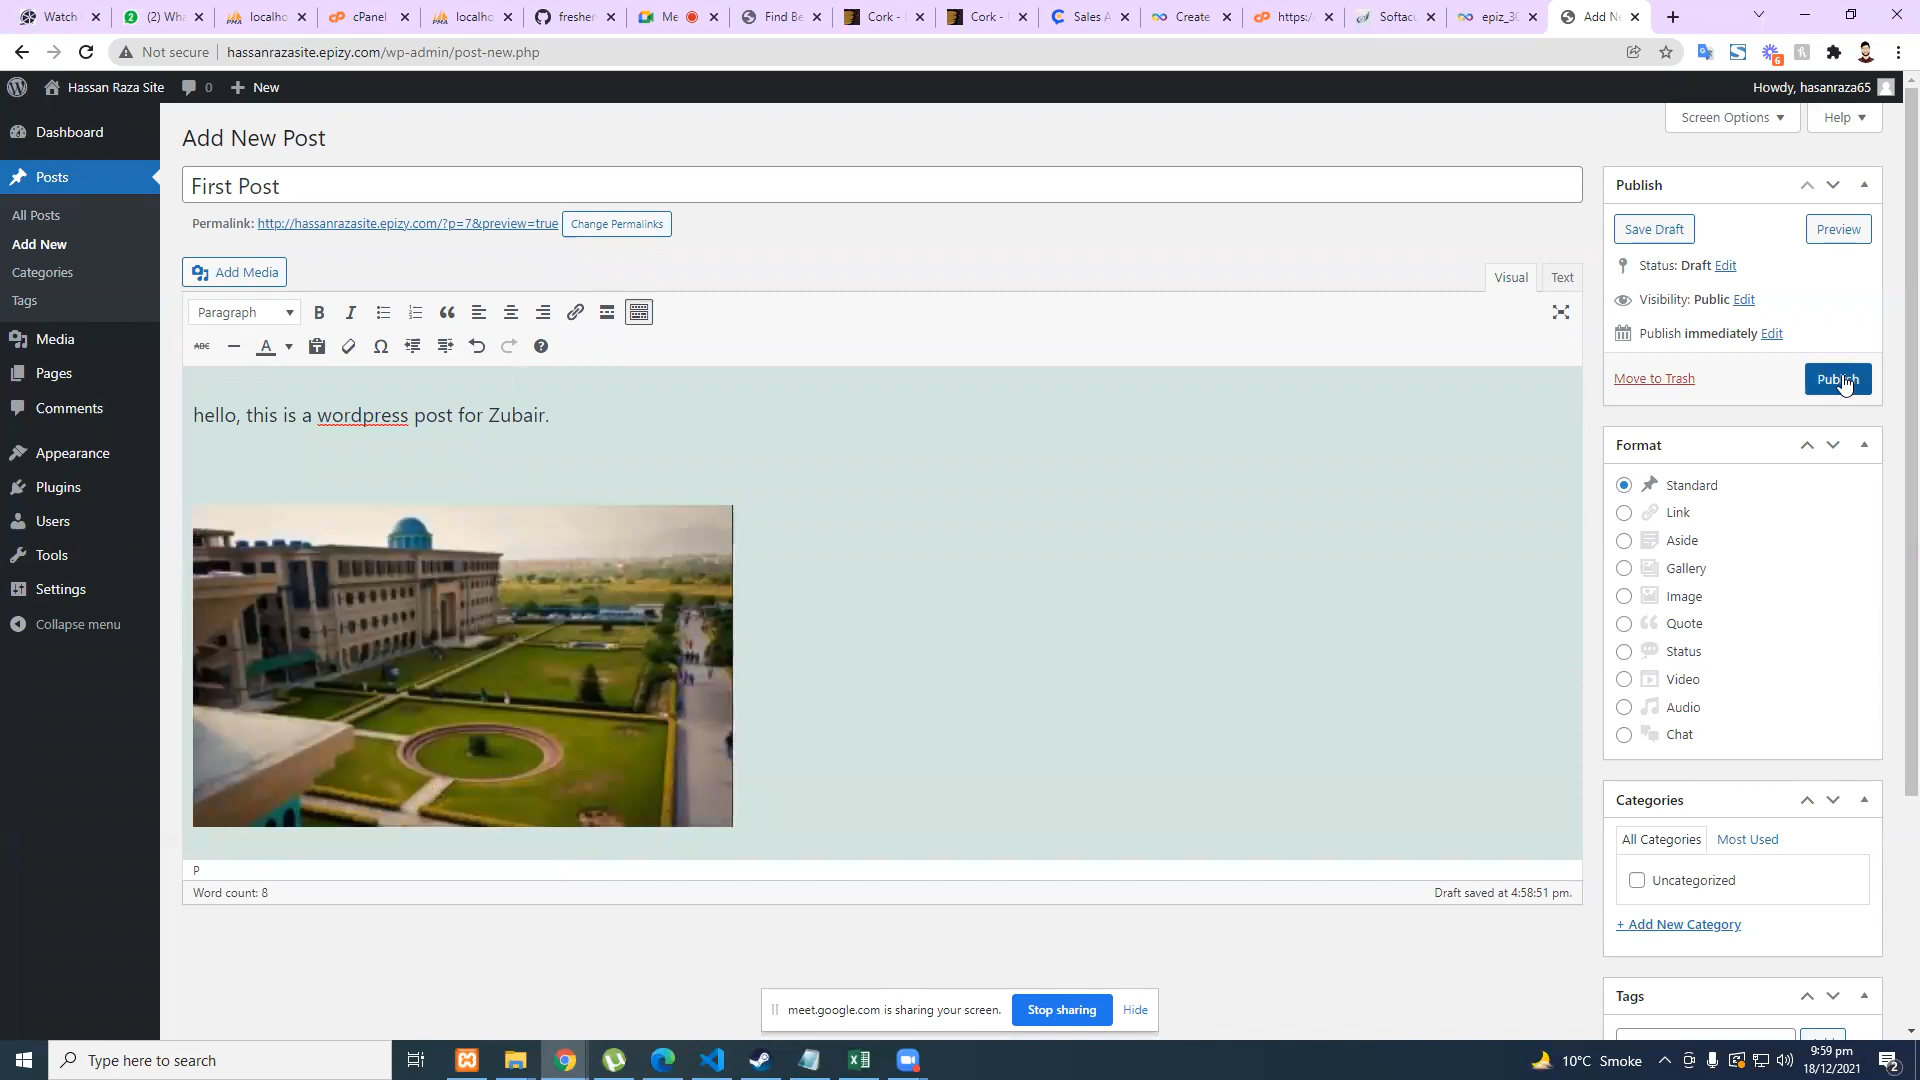 Watch
(2) Wha
localho
cPanel
localho
freshen
Me
Find Be
Cork -
Cork -
Sales A
Create
https:/
Softacu
epiz_30
Add Ne
Not secure
hassanrazasite.epizy.com/wp-admin/post-new.php
6
Hassan Raza Site
0
New
Howdy, hasanraza65
Dashboard
Posts
All Posts
Add New
Categories
Tags
Media
Pages
Comments
Appearance
Plugins
Users
Tools
Settings
Collapse menu
Add New Post
Screen Options
Help
First Post
Permalink: http://hassanrazasite.epizy.com/?p=7&preview=true Change Permalinks
Add Media
Visual
Text
Paragraph
B
I
ABC
A
hello, this is a wordpress post for Zubair.
P
Word count: 8
Draft saved at 4:58:51 pm.
Publish
Save Draft
Preview
Status: Draft Edit
Visibility: Public Edit
Publish immediately Edit
Move to Trash
Publish
Format
Standard
Link
Aside
Gallery
Image
Quote
Status
Video
Audio
Chat
Categories
All Categories
Most Used
Uncategorized
+ Add New Category
Tags
meet.google.com is sharing your screen.
Stop sharing
Hide
Type here to search
10°C Smoke
9:59 pm
18/12/2021
2